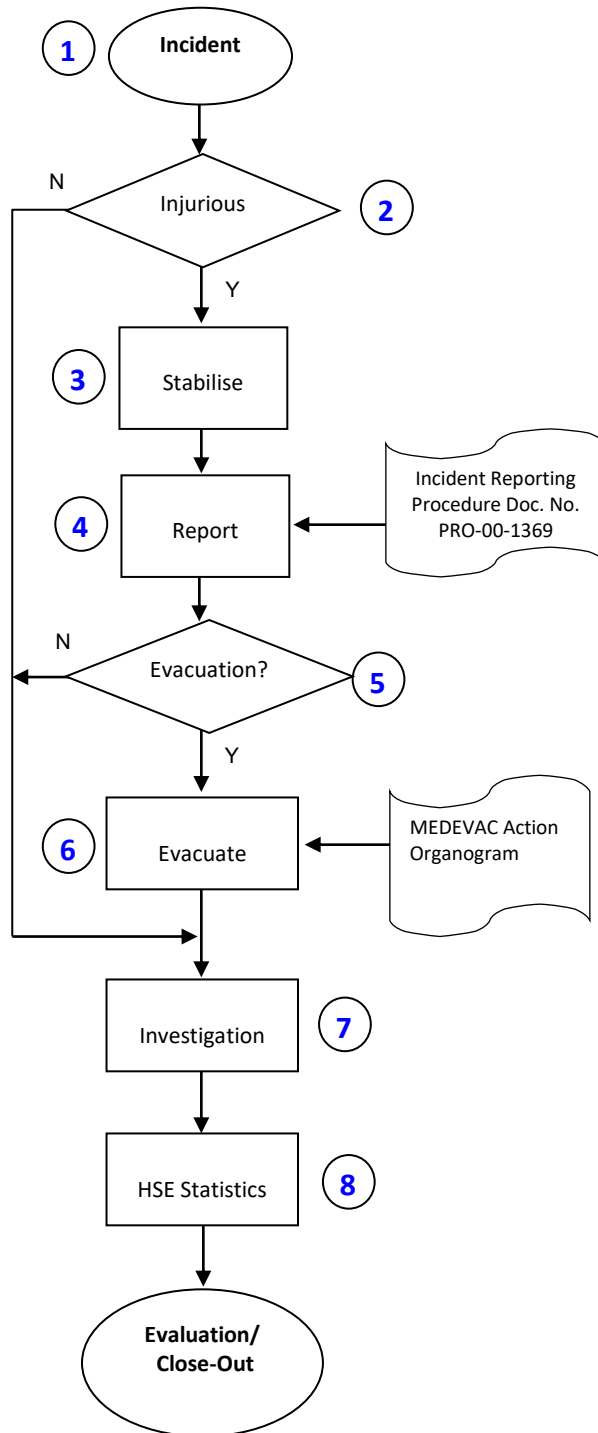 1
Incident
N
Injurious
2
Y
3
Stabilise
4
Report
Incident Reporting
Procedure Doc. No.
PRO-00-1369
N
Evacuation?
5
Y
6
Evacuate
MEDEVAC Action
Organogram
Investigation
7
HSE Statistics
8
Evaluation/
Close-Out